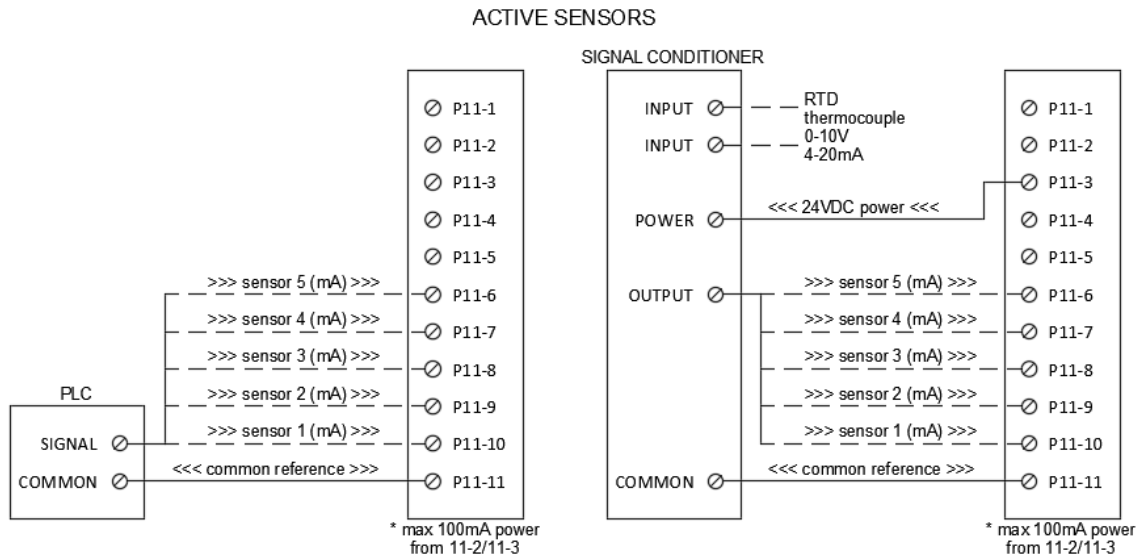 ACTIVE SENSORS
P11-1
P11-2
P11-3
P11-4
P11-5
>>> sensor 5 (mA) >>>
P11-6
>>> sensor 4 (mA) >>>
P11-7
>>> sensor 3 (mA) >>>
P11-8
PLC
>>> sensor 2 (mA) >>>
P11-9
>>> sensor 1 (mA) >>>
SIGNAL
P11-10
<<< common reference >>>
COMMON
P11-11
* max 100mA power
from 11-2/11-3
SIGNAL CONDITIONER
INPUT
RTD
thermocouple
0-10V
4-20mA
INPUT
P11-1
P11-2
P11-3
<<< 24VDC power <<<
POWER
P11-4
P11-5
>>> sensor 5 (mA) >>>
OUTPUT
P11-6
>>> sensor 4 (mA) >>>
P11-7
>>> sensor 3 (mA) >>>
P11-8
>>> sensor 2 (mA) >>>
P11-9
>>> sensor 1 (mA) >>>
P11-10
<<< common reference >>>
COMMON
P11-11
* max 100mA power
from 11-2/11-3